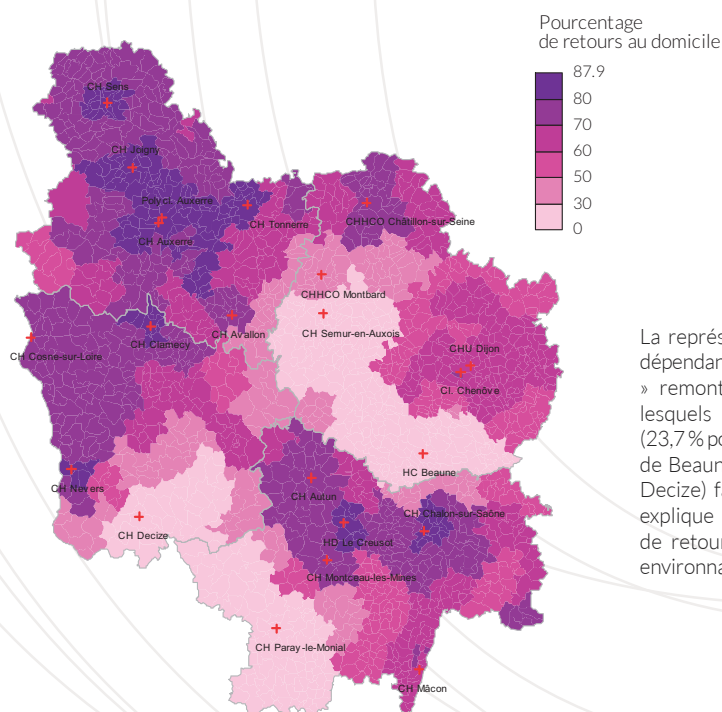 Pourcentage
de retours au domicile
87.9
80
70
60
50
30
0
CH Sens
CH Joigny
Polycl. Auxerre
CH Tonnerre
CHHCO Châtillon-sur-Seine
CH Auxerre
CHHCO Montbard
CH Avallon
CH Semur-en-Auxois
CH Clamecy
CH Cosne-sur-Loire
CHU Dijon
Cl. Chenôve
HC Beaune
CH Nevers
CH Autun
CH Chalon-sur-Saône
CH Decize
HD Le Creusot
CH Montceau-les-Mines
CH Paray-le-Monial
CH Mâcon
La représ
dépendan
» remont
lesquels
(23,7 % po
de Beaun
Decize) fa
explique
de retour
environna